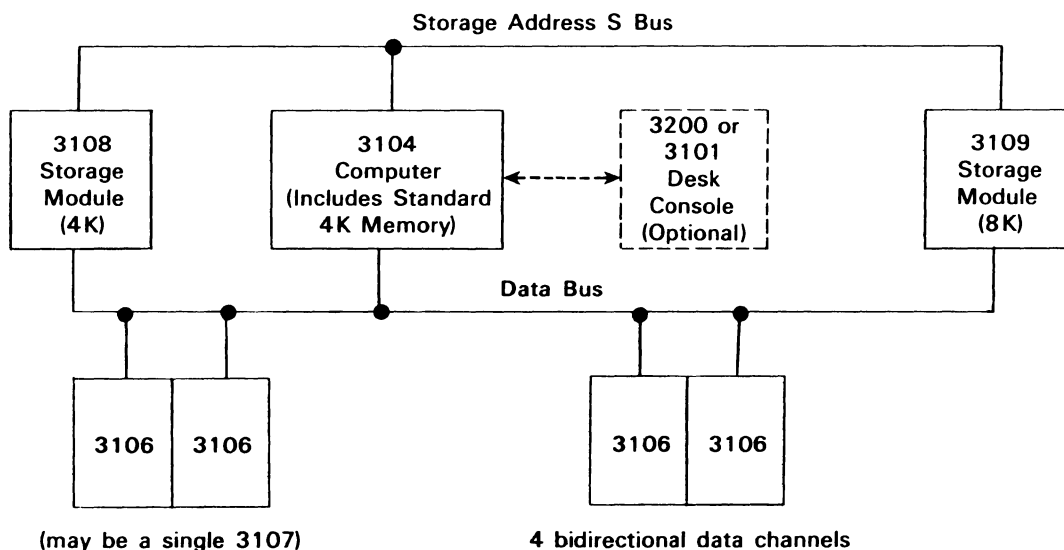 Storage Address S Bus
3108
Storage
Module
(4K)
3104
Computer
(Includes Standard
4K Memory)
3200 or
3101
Desk
Console
(Optional)
3109
Storage
Module
(8K)
Data Bus
3106
3106
3106
3106
(may be a single 3107)
4 bidirectional data channels